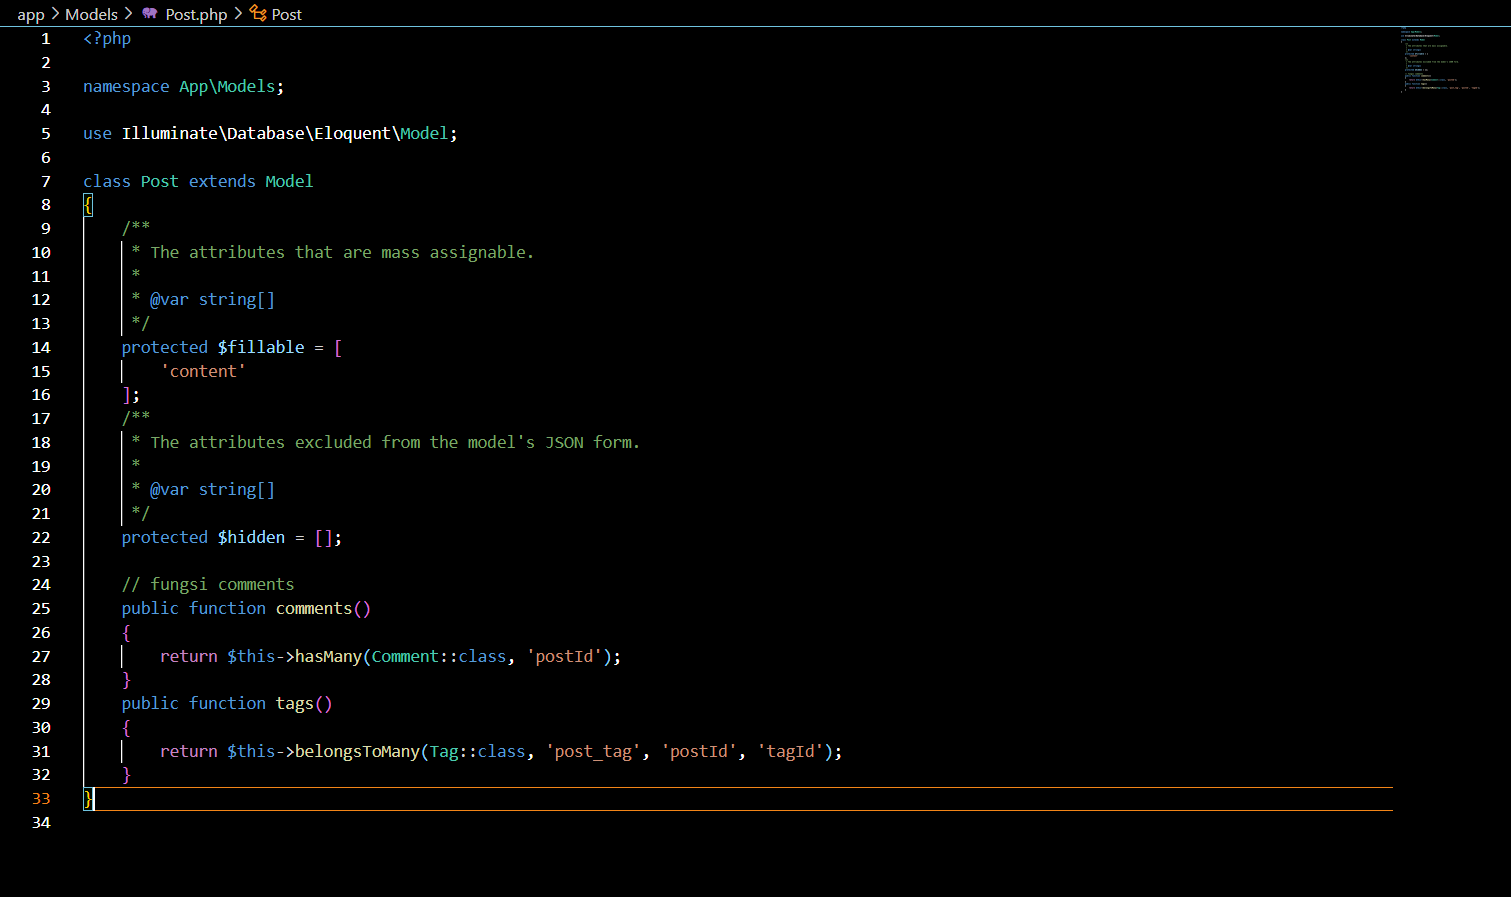 app > Models > Post.php > Post
1 <?php
2
3 namespace App\Models;
4
5 use Illuminate\Database\Eloquent\Model;
6
7 class Post extends Model
8 {
9     /**
10      * The attributes that are mass assignable.
11      *
12      * @var string[]
13      */
14     protected $fillable = [
15         'content'
16     ];
17     /**
18      * The attributes excluded from the model's JSON form.
19      *
20      * @var string[]
21      */
22     protected $hidden = [];
23
24     // fungsi comments
25     public function comments()
26     {
27         return $this->hasMany(Comment::class, 'postId');
28     }
29     public function tags()
30     {
31         return $this->belongsToMany(Tag::class, 'post_tag', 'postId', 'tagId');
32     }
33 }
34